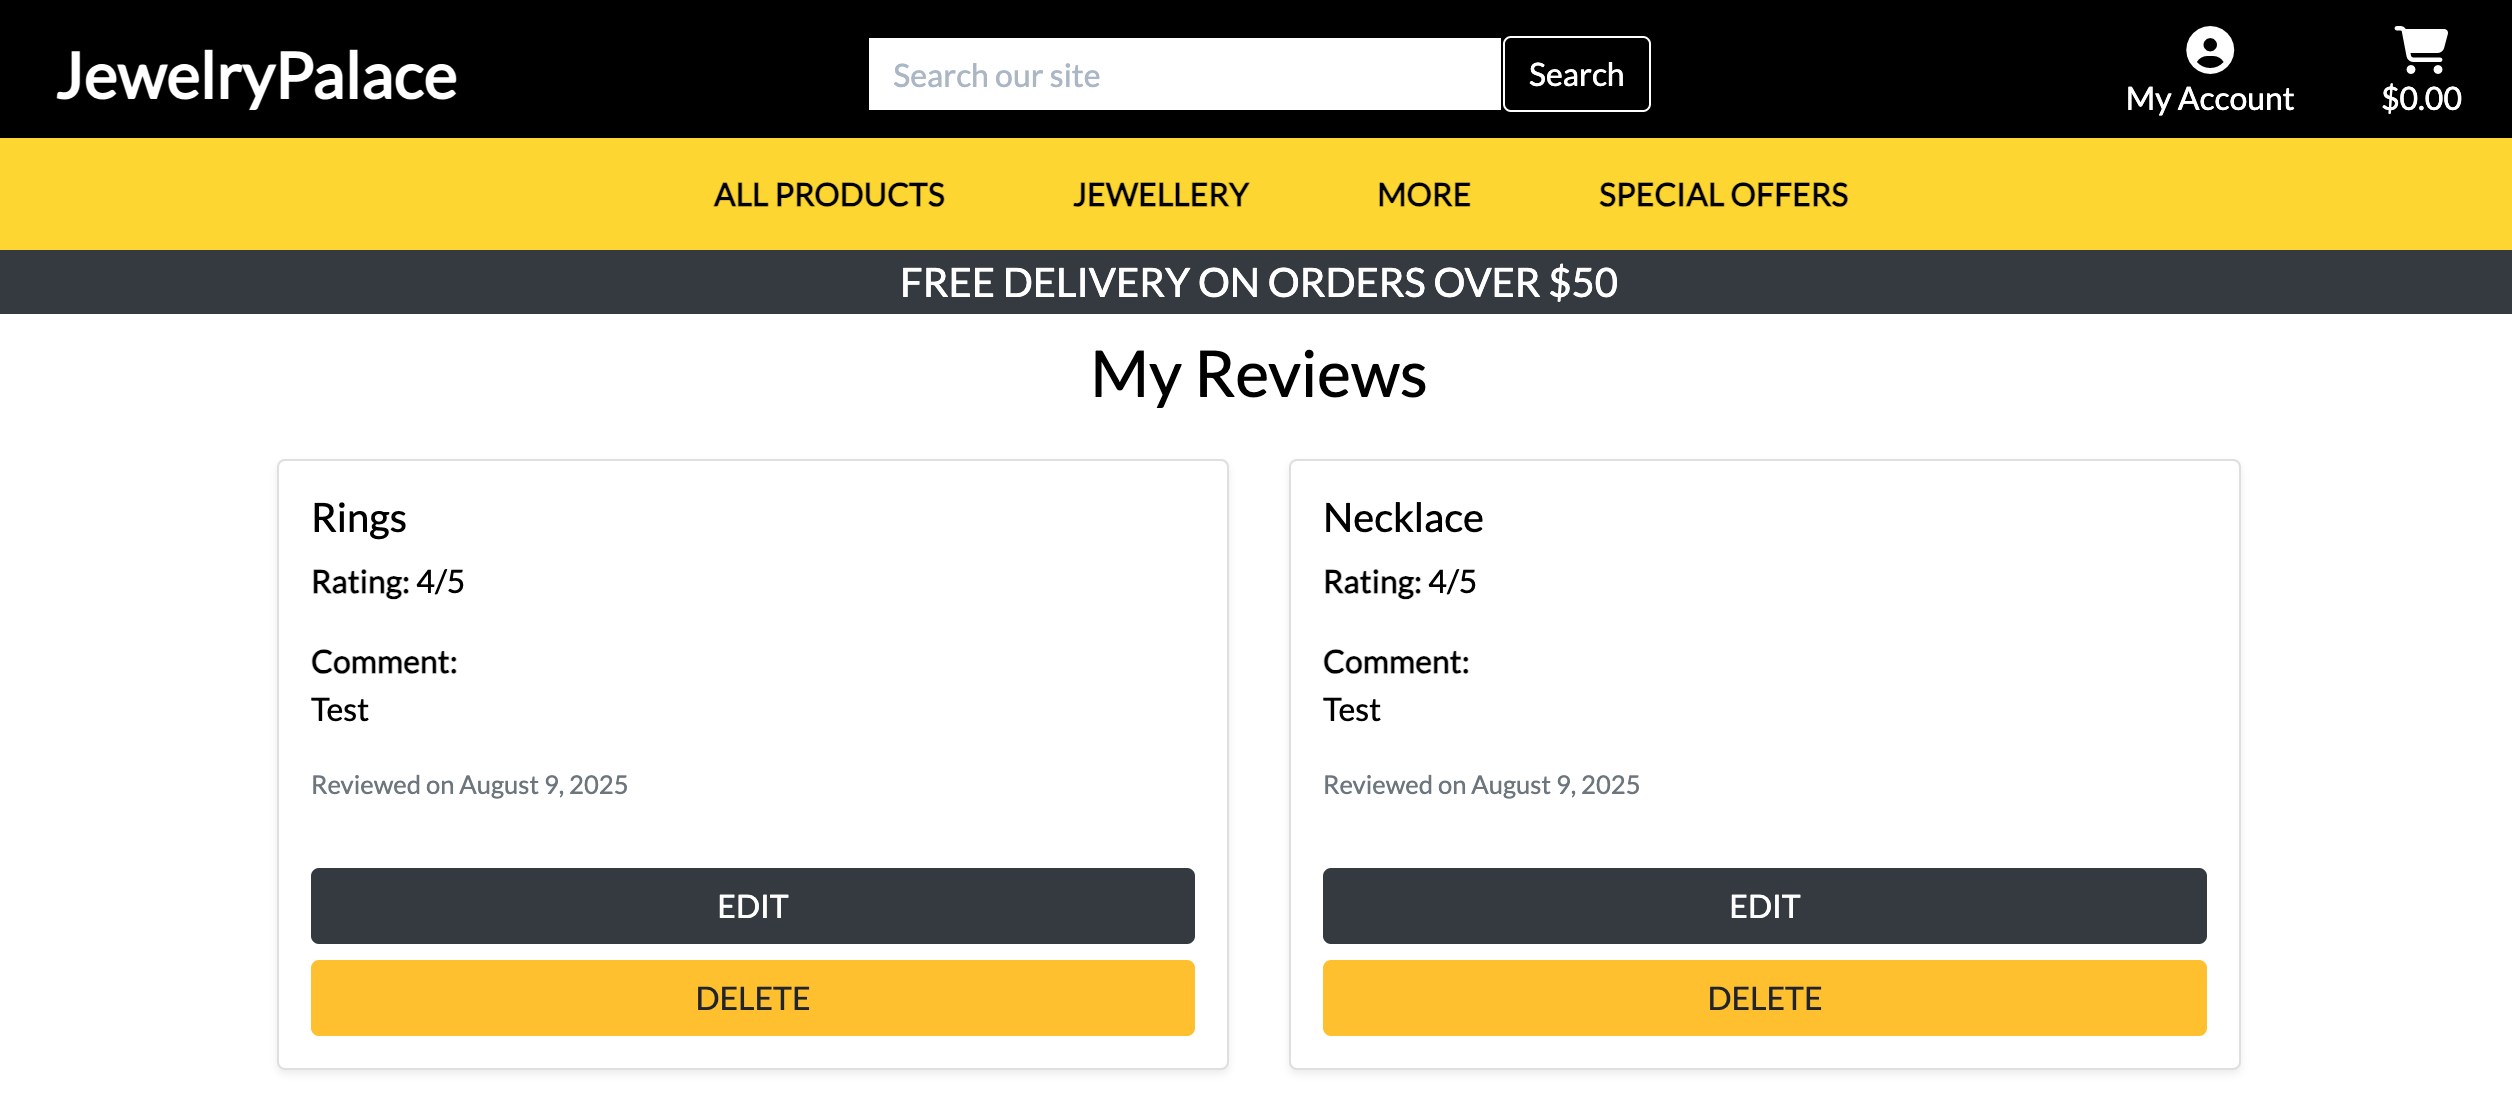 JewelryPalace
Search our site
Search
My Account
$0.00
ALL PRODUCTS
JEWELLERY
MORE
SPECIAL OFFERS
FREE DELIVERY ON ORDERS OVER $50
My Reviews
Rings
Rating: 4/5
Comment:
Test
Reviewed on August 9, 2025
EDIT
DELETE
Necklace
Rating: 4/5
Comment:
Test
Reviewed on August 9, 2025
EDIT
DELETE